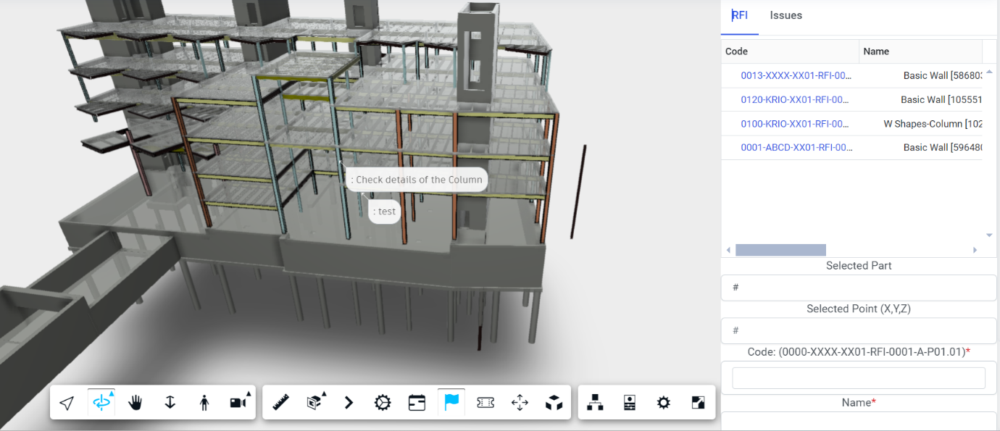 RFI Issues
Code Name
0013-XXXX-XX01-RFI-00... Basic Wall [586803
0120-KRIO-XX01-RFI-00... Basic Wall [105551
0100-KRIO-XX01-RFI-00... W Shapes-Column [102
0001-ABCD-XX01-RFI-00... Basic Wall [596480
: Check details of the Column
: test
Selected Part
#
Selected Point (X,Y,Z)
#
Code: (0000-XXXX-XX01-RFI-0001-A-P01.01)*
Name*